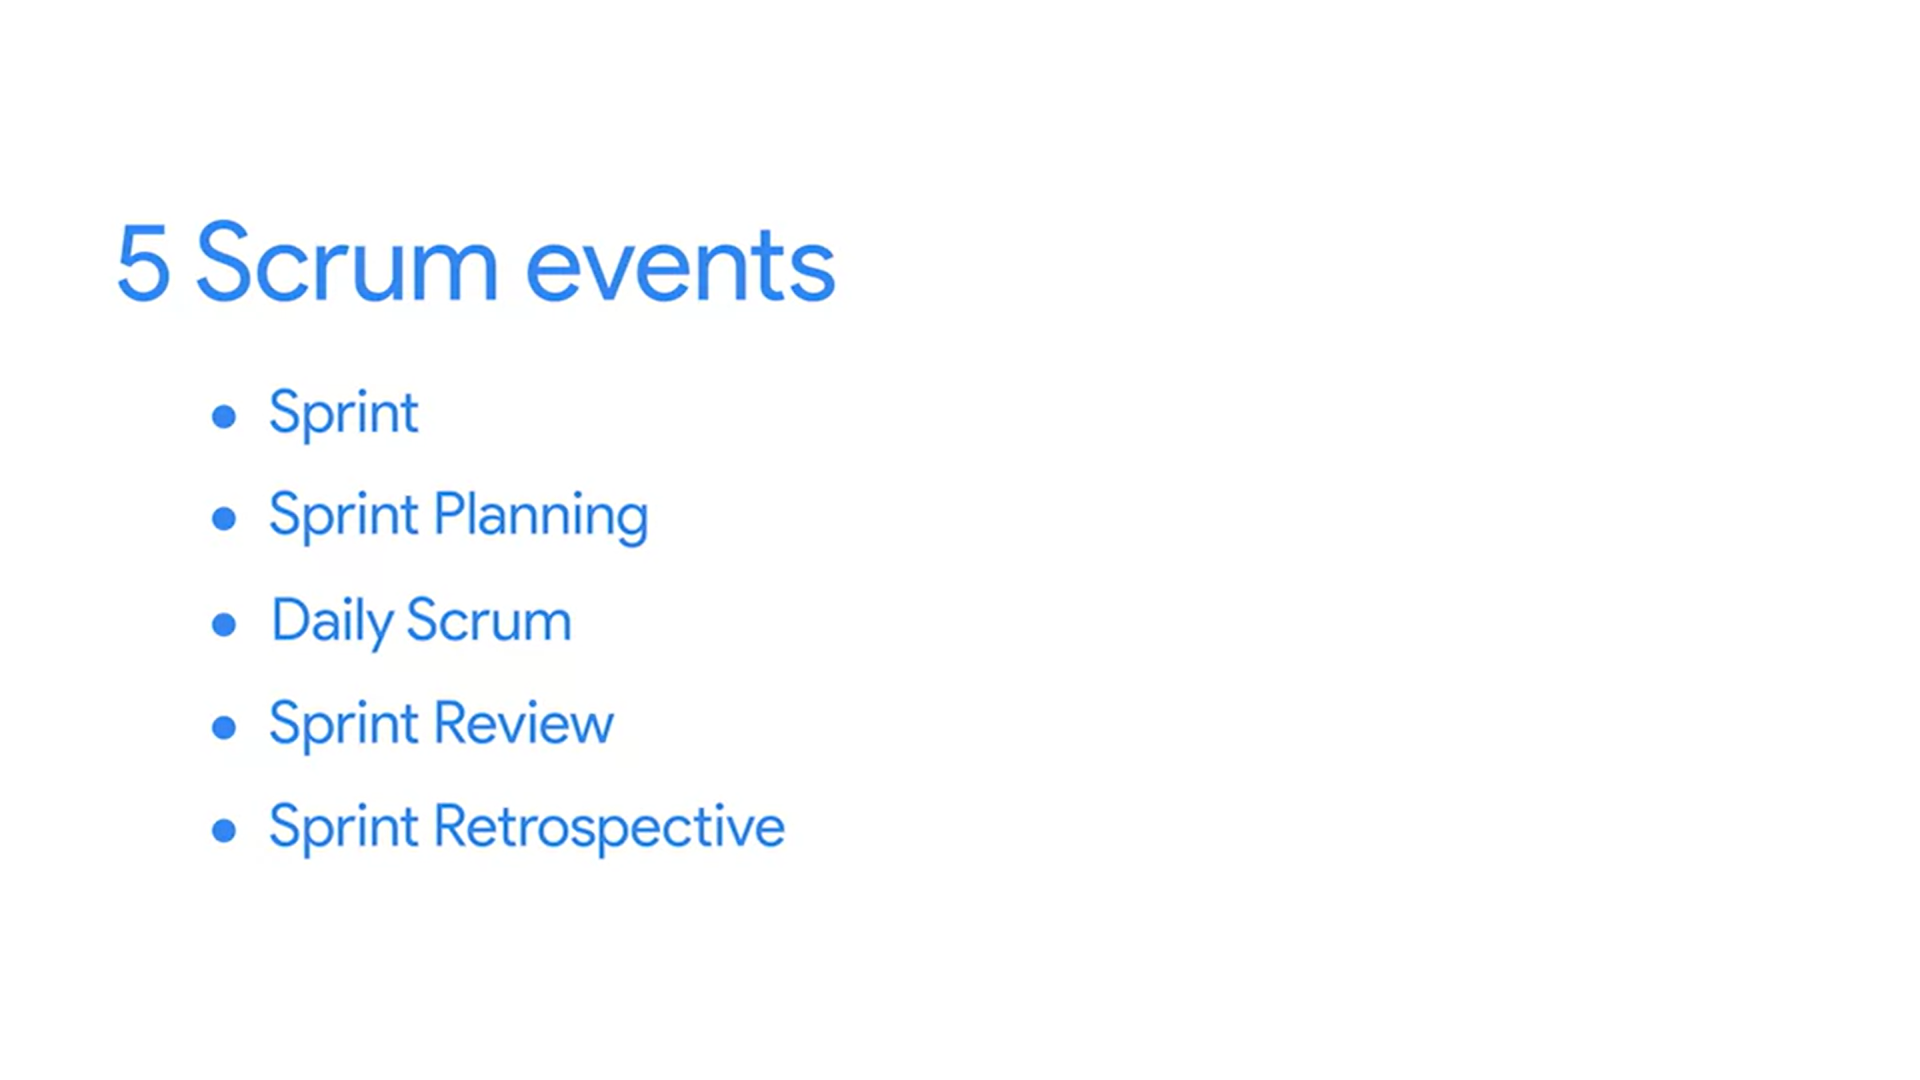 5 Scrum events
● Sprint
● Sprint Planning
● Daily Scrum
● Sprint Review
● Sprint Retrospective